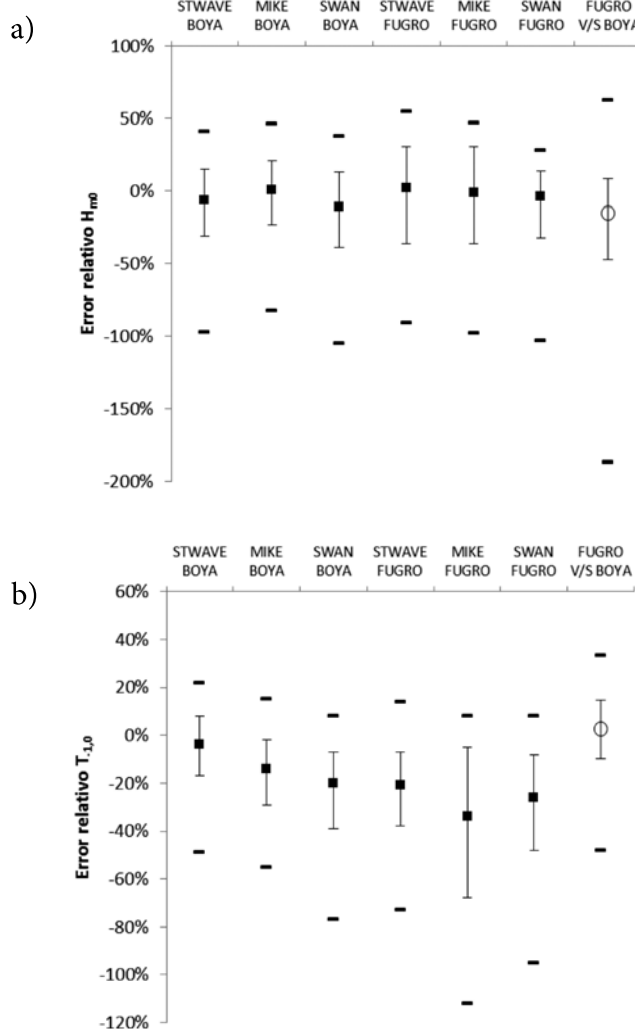 a)
STWAVE BOYA MIKE BOYA SWAN BOYA STWAVE FUGRO MIKE FUGRO SWAN FUGRO FUGRO V/S BOYA
100%
50%
0%
-50%
-100%
-150%
-200%
Error relativo Hm0
b)
STWAVE BOYA MIKE BOYA SWAN BOYA STWAVE FUGRO MIKE FUGRO SWAN FUGRO FUGRO V/S BOYA
60%
40%
20%
0%
-20%
-40%
-60%
-80%
-100%
-120%
Error relativo T-1,0